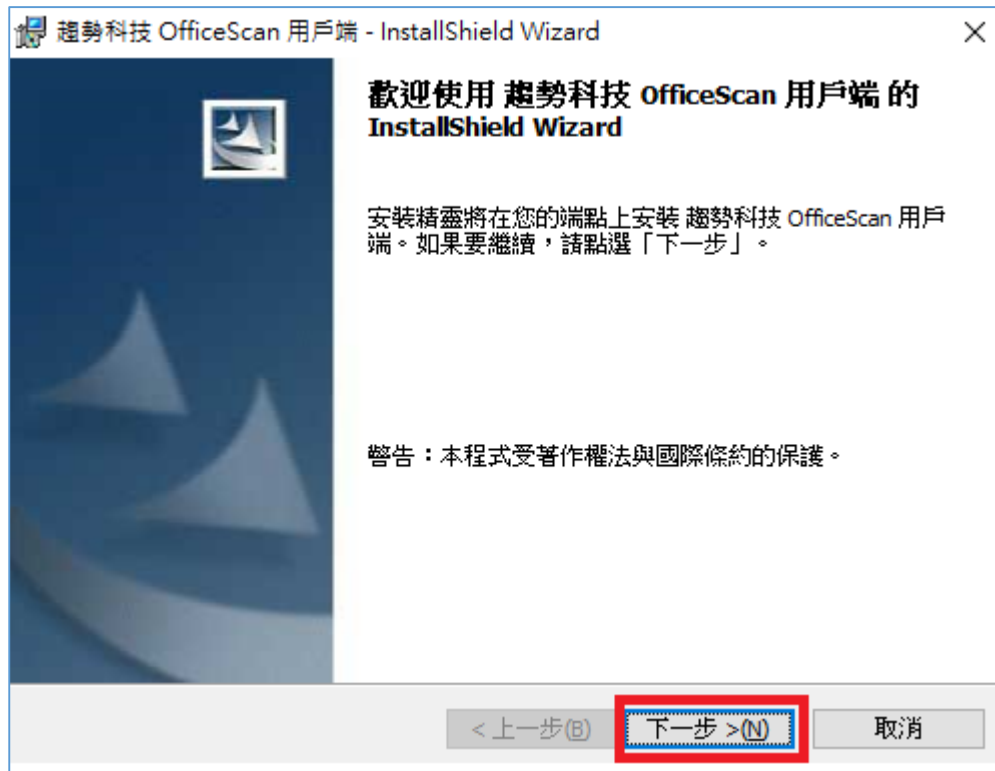 趨勢科技 OfficeScan 用戶端 - InstallShield Wizard
歡迎使用 趨勢科技 OfficeScan 用戶端 的
InstallShield Wizard
安裝精靈將在您的端點上安裝 趨勢科技 OfficeScan 用戶
端。如果要繼續，請點選「下一步」。
警告：本程式受著作權法與國際條約的保護。
< 上一步(B)
下一步 >(N)
取消